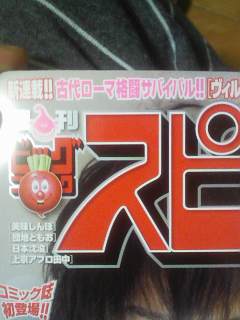 新連載!! 古代ローマ格闘サバイバル!! [ヴィル
刊
スピ
美味しんぼ
団地ともお
日本沈没
上京アフロ田中
コミック誌
初登場!!